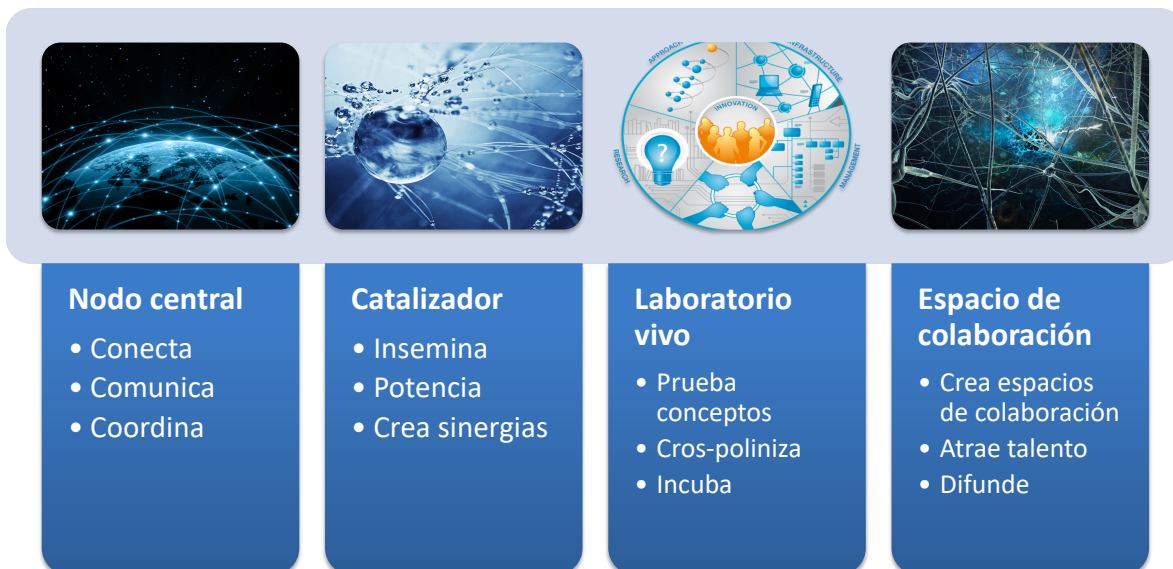 APPROACH
INFRASTRUCTURE
INNOVATION
?
RESEARCH
MANAGEMENT
Nodo central
• Conecta
• Comunica
• Coordina
Catalizador
• Insemina
• Potencia
• Crea sinergias
Laboratorio
vivo
• Prueba
conceptos
• Cros-poliniza
• Incuba
Espacio de
colaboración
• Crea espacios
de colaboración
• Atrae talento
• Difunde